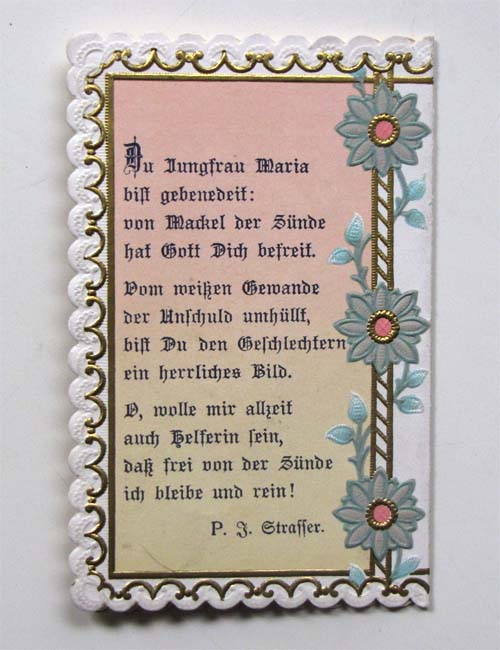 Du Jungfrau Maria
bist gebenedeit:
von Mackel der Sünde
hat Gott Dich befreit.
Vom weißen Gewande
der Unschuld umhüllt,
bist Du den Geschlechtern
ein herrliches Bild.
O, wolle mir allzeit
auch Helferin sein,
daß frei von der Sünde
ich bleibe und rein!
P. J. Strasser.